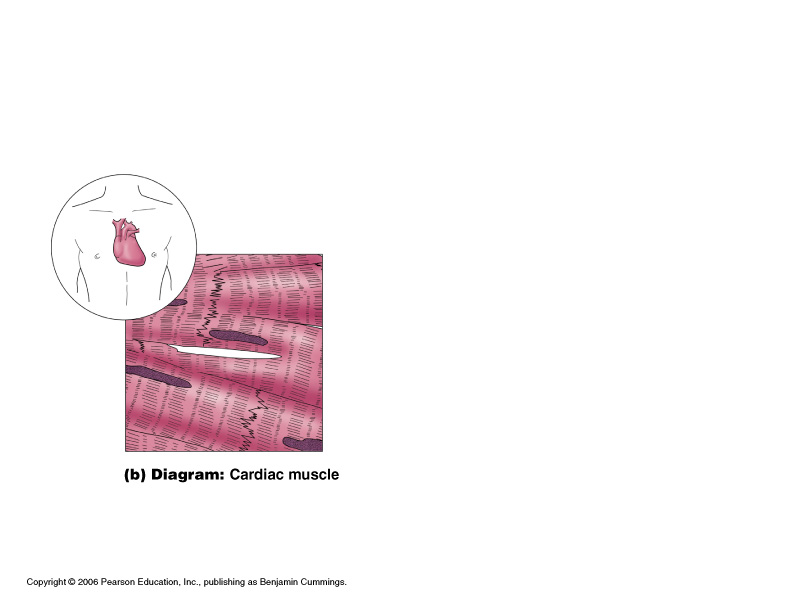 (b) Diagram: Cardiac muscle
Copyright © 2006 Pearson Education, Inc., publishing as Benjamin Cummings.